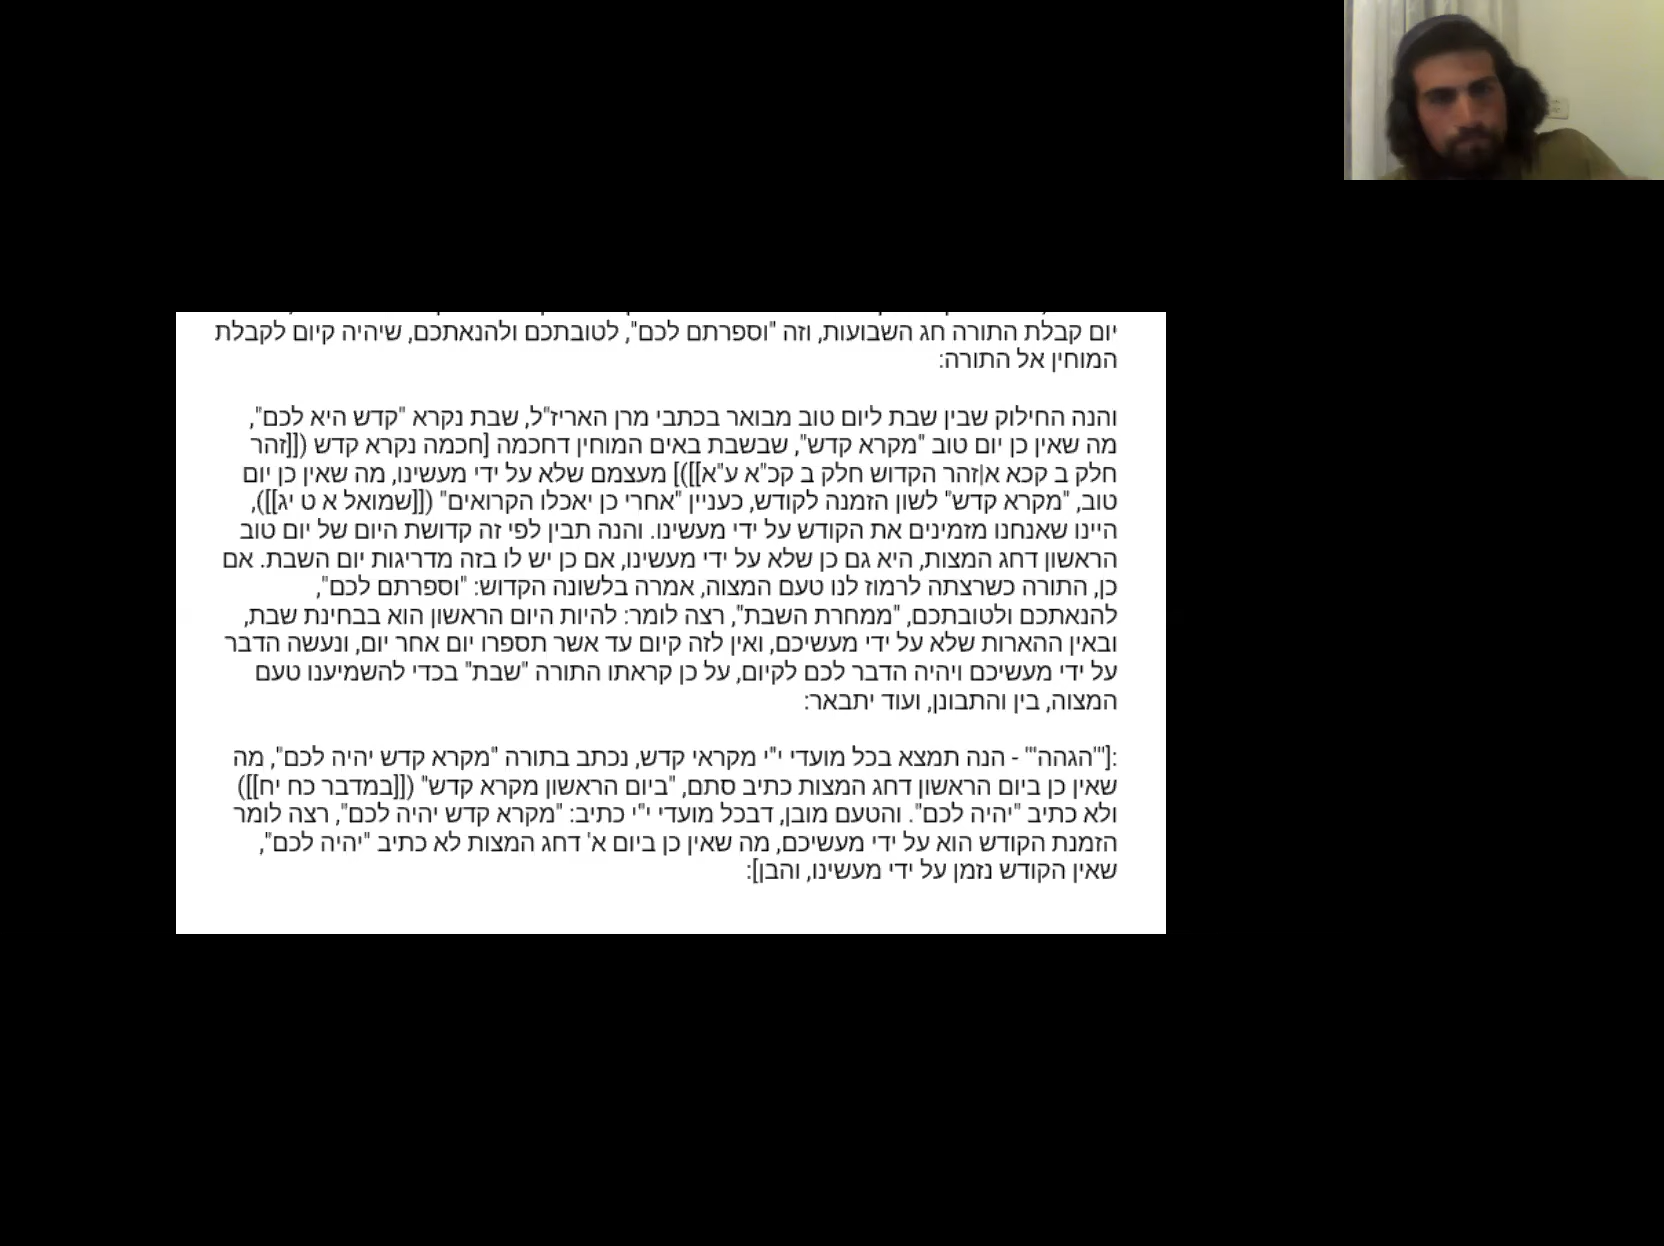 יום קבלת התורה חג השבועות, וזה "וספרתם לכם", לטובתכם ולהנאתכם, שיהיה קיום לקבלת
המוחין אל התורה:
והנה החילוק שבין שבת ליום טוב מבואר בכתבי מרן האריז"ל, שבת נקרא "קדש היא לכם",
מה שאין כן יום טוב "מקרא קדש", שבשבת באים המוחין דחכמה [חכמה נקרא קדש ([[זהר
חלק ב קכא א|זהר הקדוש חלק ב קכ"א ע"א]])] מעצמם שלא על ידי מעשינו, מה שאין כן יום
טוב, "מקרא קדש" לשון הזמנה לקודש, כעניין "אחרי כן יאכלו הקרואים" ([[שמואל א ט יג]]),
היינו שאנחנו מזמינים את הקודש על ידי מעשינו. והנה תבין לפי זה קדושת היום של יום טוב
הראשון דחג המצות, היא גם כן שלא על ידי מעשינו, אם כן יש לו בזה מדריגות יום השבת. אם
כן, התורה כשרצתה לרמוז לנו טעם המצוה, אמרה בלשונה הקדוש: "וספרתם לכם",
להנאתכם ולטובתכם, "ממחרת השבת", רצה לומר: להיות היום הראשון הוא בבחינת שבת,
ובאין ההארות שלא על ידי מעשיכם, ואין לזה קיום עד אשר תספרו יום אחר יום, ונעשה הדבר
על ידי מעשיכם ויהיה הדבר לכם לקיום, על כן קראתו התורה "שבת" בכדי להשמיענו טעם
המצוה, בין והתבונן, ועוד יתבאר:
:['''הגהה''' - הנה תמצא בכל מועדי י"י מקראי קדש, נכתב בתורה "מקרא קדש יהיה לכם", מה
שאין כן ביום הראשון דחג המצות כתיב סתם, "ביום הראשון מקרא קדש" ([[במדבר כח יח]])
ולא כתיב "יהיה לכם". והטעם מובן, דבכל מועדי י"י כתיב: "מקרא קדש יהיה לכם", רצה לומר
הזמנת הקודש הוא על ידי מעשיכם, מה שאין כן ביום א' דחג המצות לא כתיב "יהיה לכם",
שאין הקודש נזמן על ידי מעשינו, והבן]: